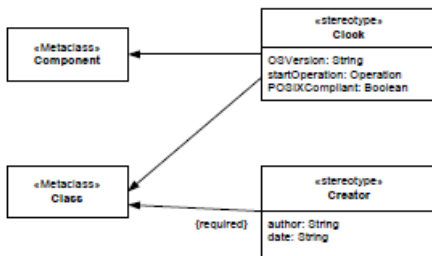 «Metaclass»
Component
«stereotype»
Clock
OSVersion: String
startOperation: Operation
POSIXCompliant: Boolean
«Metaclass»
Class
{required}
«stereotype»
Creator
author: String
date: String